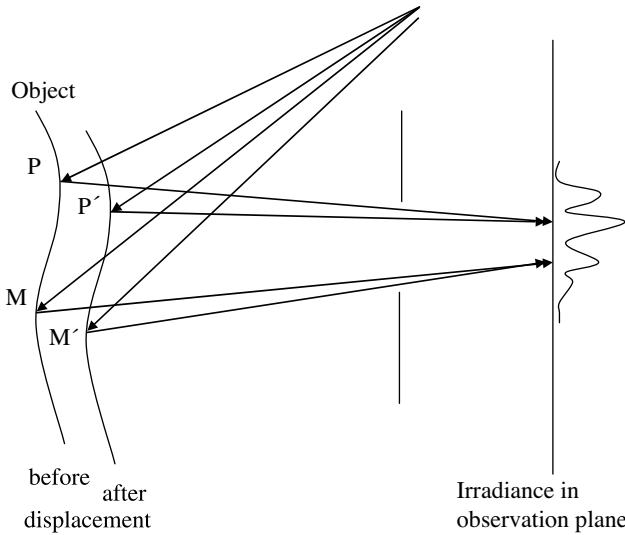 Object
P
P´
M
M´
before
after
displacement
Irradiance in
observation plane